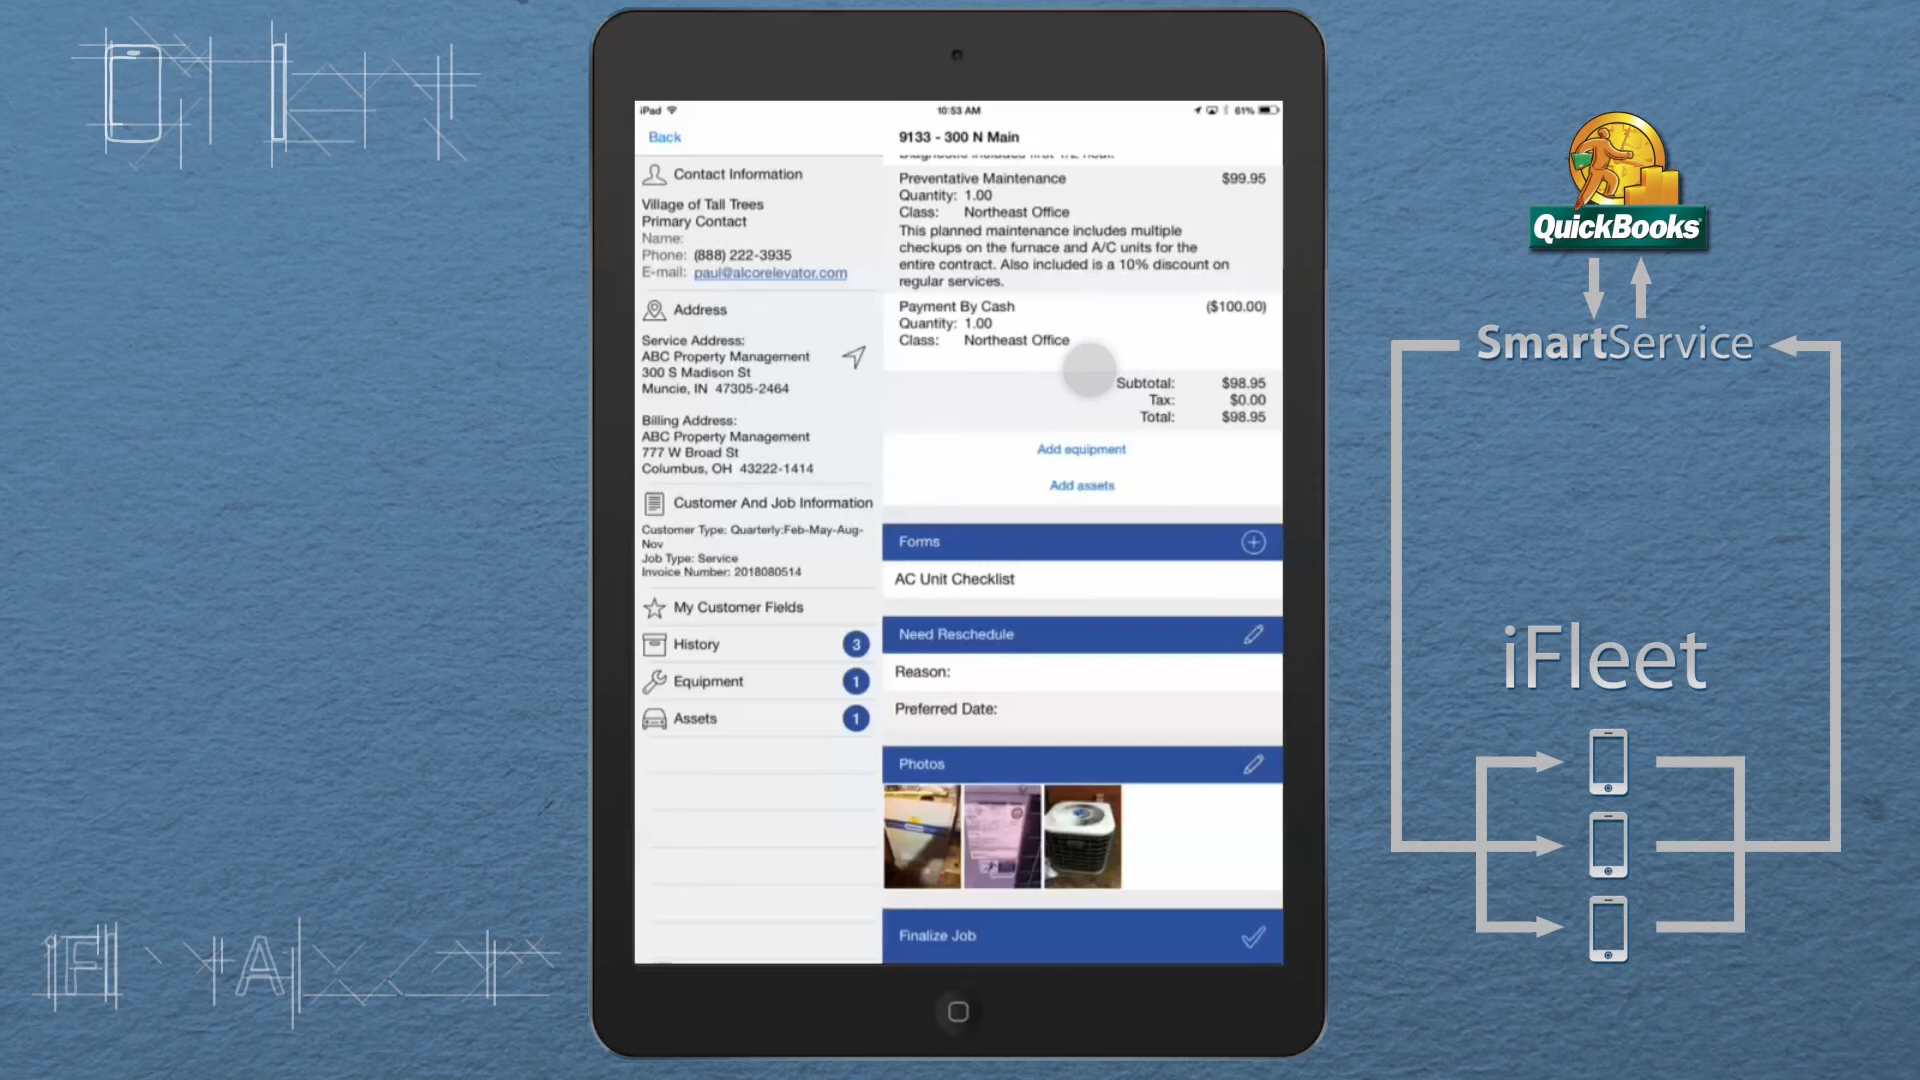 iPad
10:53 AM
61%
Back
9133 - 300 N Main
Contact Information
Village of Tall Trees
Primary Contact
Name:
Phone: (888) 222-3935
E-mail: paul@alcorelevator.com
Address
Service Address:
ABC Property Management
300 S Madison St
Muncie, IN 47305-2464
Billing Address:
ABC Property Management
777 W Broad St
Columbus, OH 43222-1414
Customer And Job Information
Customer Type: Quarterly:Feb-May-Aug-
Nov
Job Type: Service
Invoice Number: 2018080514
My Customer Fields
History 3
Equipment 1
Assets 1
Preventative Maintenance $99.95
Quantity: 1.00
Class: Northeast Office
This planned maintenance includes multiple
checkups on the furnace and A/C units for the
entire contract. Also included is a 10% discount on
regular services.
Payment By Cash ($100.00)
Quantity: 1.00
Class: Northeast Office
Subtotal: $98.95
Tax: $0.00
Total: $98.95
Add equipment
Add assets
Forms
AC Unit Checklist
Need Reschedule
Reason:
Preferred Date:
Photos
Finalize Job
QuickBooks
SmartService
iFleet